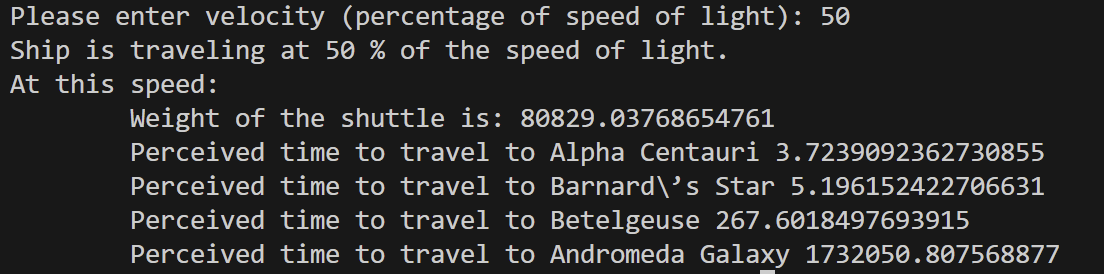 Please enter velocity (percentage of speed of light): 50
Ship is traveling at 50 % of the speed of light.
At this speed:
Weight of the shuttle is: 80829.03768654761
Perceived time to travel to Alpha Centauri 3.7239092362730855
Perceived time to travel to Barnard\’s Star 5.196152422706631
Perceived time to travel to Betelgeuse 267.6018497693915
Perceived time to travel to Andromeda Galaxy 1732050.807568877